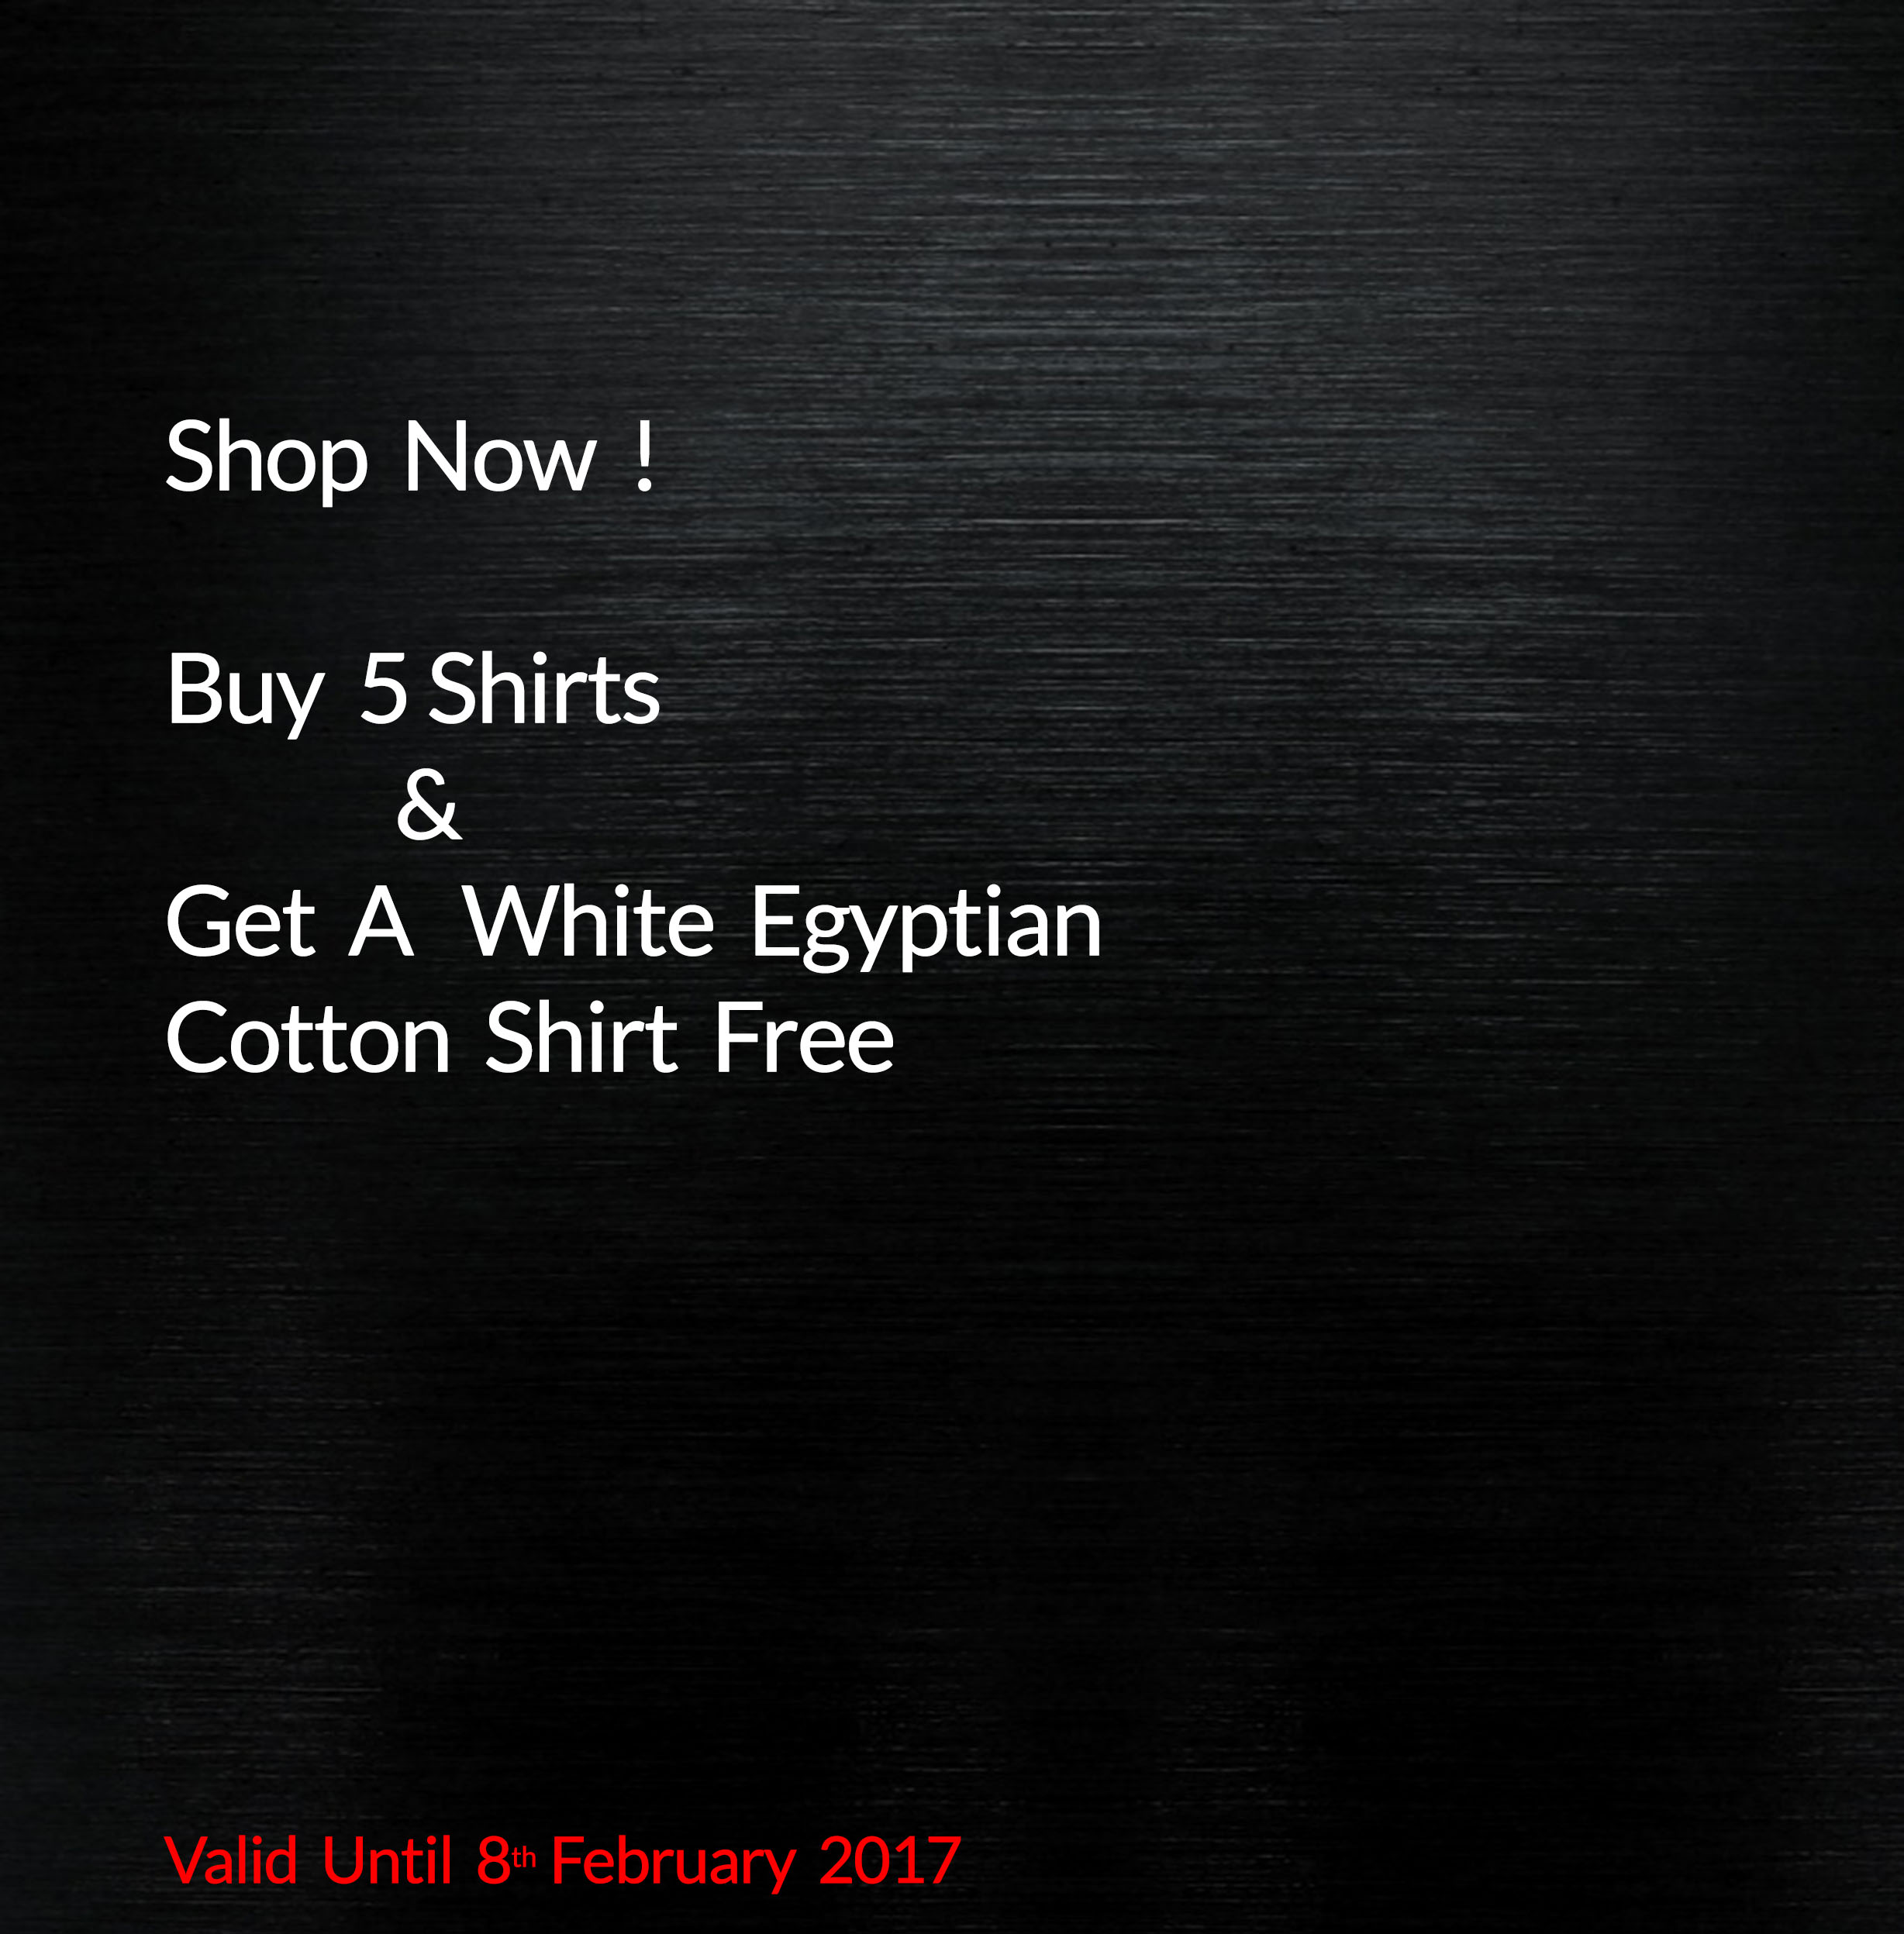 Shop Now !
Buy 5 Shirts
&
Get A White Egyptian
Cotton Shirt Free
Valid Until 8th February 2017